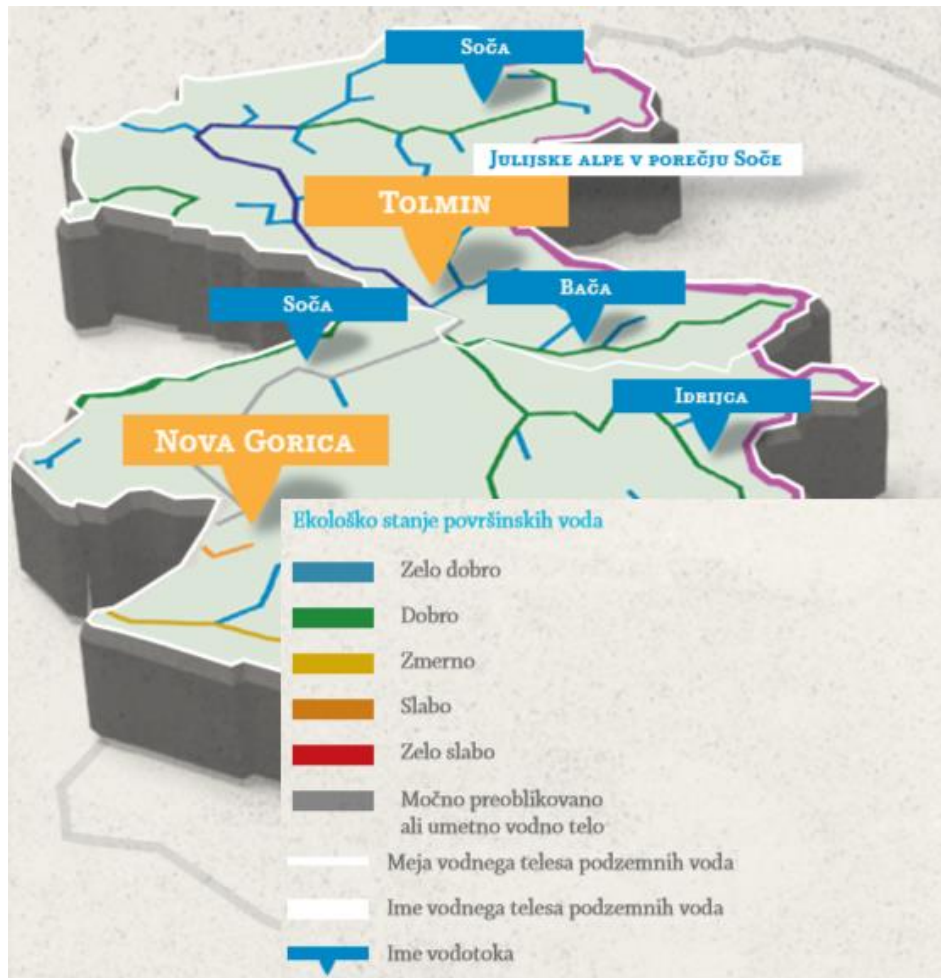 Soča
Julijske alpe v porečju Soče
Tolmin
Bača
Soča
Idrijca
Nova Gorica
Ekološko stanje površinskih voda
Zelo dobro
Dobro
Zmerno
Slabo
Zelo slabo
Močno preoblikovano
ali umetno vodno telo
Meja vodnega telesa podzemnih voda
Ime vodnega telesa podzemnih voda
Ime vodotoka